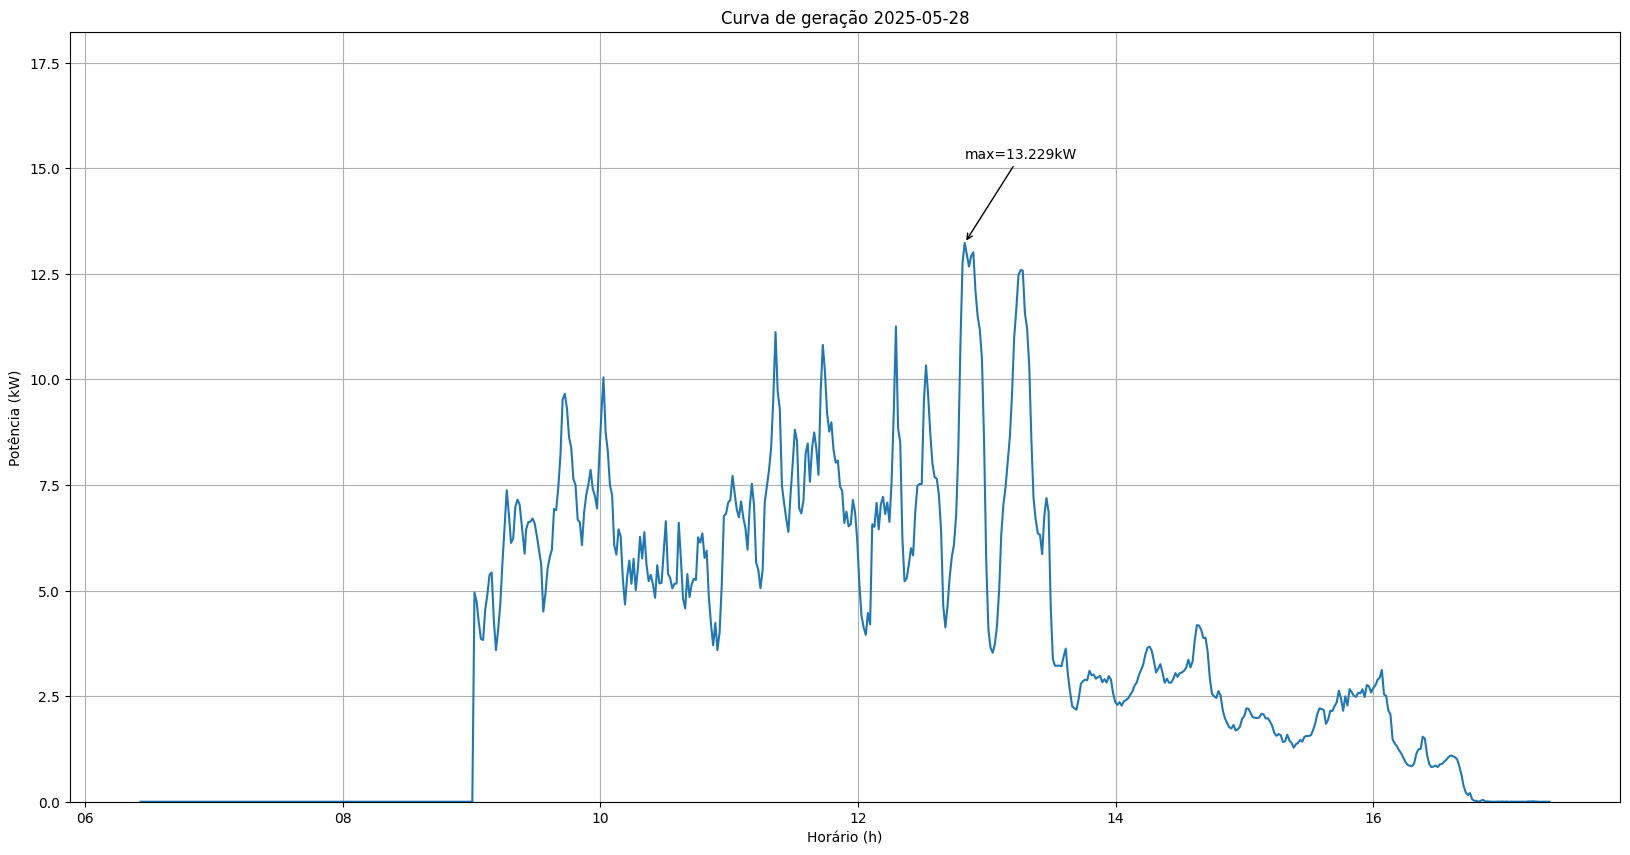 Curva de geração 2025-05-28
17.5
15.0
12.5
10.0
7.5
5.0
2.5
0.0
Potência (kW)
max=13.229kW
06 08 10 12 14 16
Horário (h)